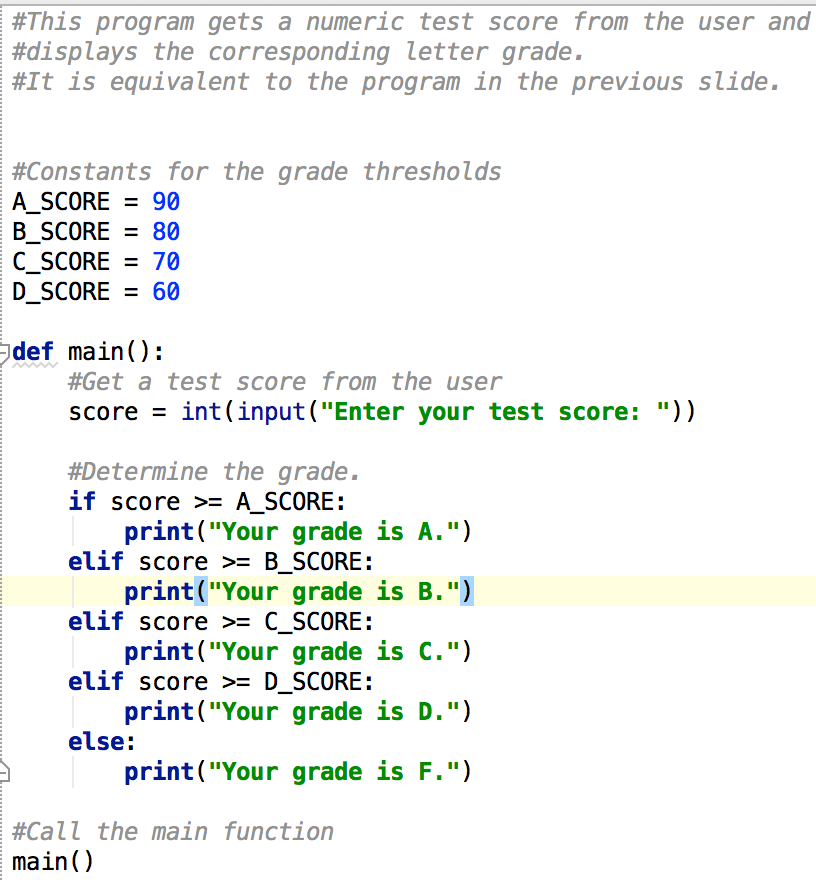 #This program gets a numeric test score from the user and
#displays the corresponding letter grade.
#It is equivalent to the program in the previous slide.
#Constants for the grade thresholds
A_SCORE = 90
B_SCORE = 80
C_SCORE = 70
D_SCORE = 60
def main():
    #Get a test score from the user
    score = int(input("Enter your test score: "))
    #Determine the grade.
    if score >= A_SCORE:
        print("Your grade is A.")
    elif score >= B_SCORE:
        print("Your grade is B.")
    elif score >= C_SCORE:
        print("Your grade is C.")
    elif score >= D_SCORE:
        print("Your grade is D.")
    else:
        print("Your grade is F.")
#Call the main function
main()